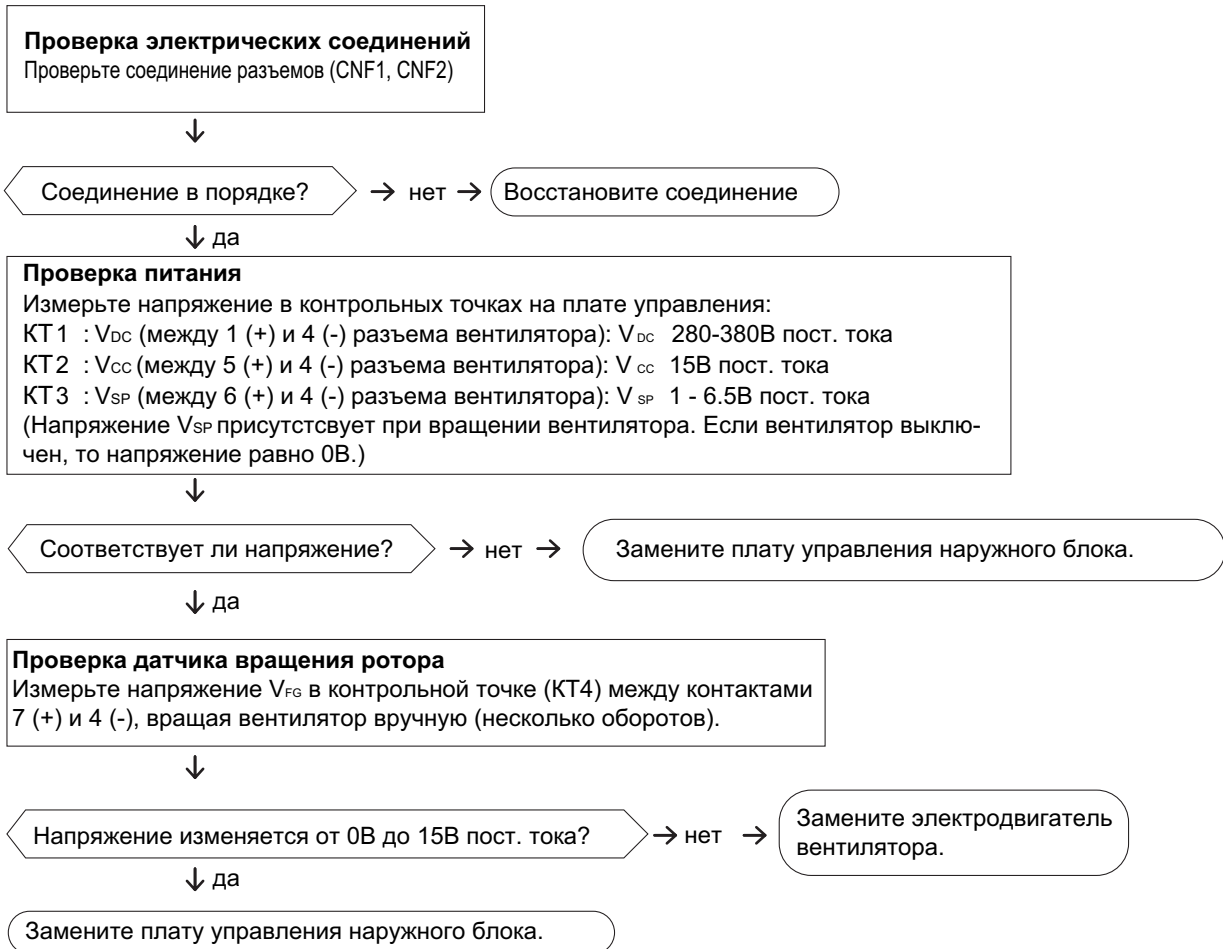 Проверка электрических соединений
Проверьте соединение разъемов (CNF1, CNF2)
Соединение в порядке?
нет
Восстановите соединение
да
Проверка питания
Измерьте напряжение в контрольных точках на плате управления:
КТ1 : VDC (между 1 (+) и 4 (-) разъема вентилятора): VDC 280-380В пост. тока
КТ2 : VCC (между 5 (+) и 4 (-) разъема вентилятора): VCC 15В пост. тока
КТ3 : VSP (между 6 (+) и 4 (-) разъема вентилятора): VSP 1 - 6.5В пост. тока
(Напряжение VSP присутстсвует при вращении вентилятора. Если вентилятор выклю-
чен, то напряжение равно 0В.)
Соответствует ли напряжение?
нет
Замените плату управления наружного блока.
да
Проверка датчика вращения ротора
Измерьте напряжение VFG в контрольной точке (КТ4) между контактами
7 (+) и 4 (-), вращая вентилятор вручную (несколько оборотов).
Напряжение изменяется от 0В до 15В пост. тока?
нет
Замените электродвигатель
вентилятора.
да
Замените плату управления наружного блока.